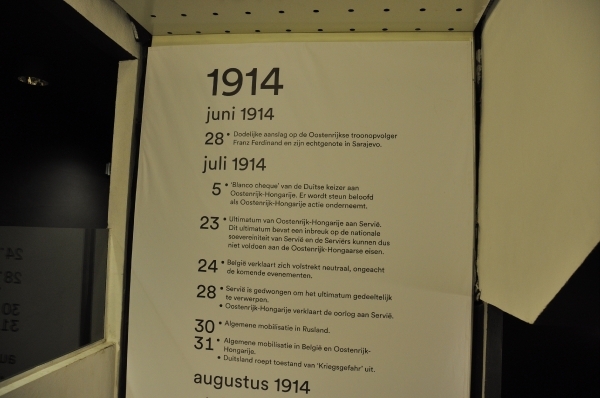 1914
juni 1914
28 • Dodelijke aanslag op de Oostenrijkse troonopvolger
Franz Ferdinand en zijn echtgenote in Sarajevo.
juli 1914
5 • 'Blanco cheque' van de Duitse keizer aan
Oostenrijk-Hongarije. Er wordt steun beloofd
als Oostenrijk-Hongarije actie onderneemt.
23 • Ultimatum van Oostenrijk-Hongarije aan Servië.
Dit ultimatum bevat een inbreuk op de nationale
soevereiniteit van Servië en de Serviërs kunnen dus
niet voldoen aan de Oostenrijk-Hongaarse eisen.
24 • België verklaart zich volstrekt neutraal, ongeacht
de komende evenementen.
28 • Servië is gedwongen om het ultimatum gedeeltelijk
te verwerpen.
• Oostenrijk-Hongarije verklaart de oorlog aan Servië.
30 • Algemene mobilisatie in Rusland.
31 • Algemene mobilisatie in België en Oostenrijk-
Hongarije.
• Duitsland roept toestand van 'Kriegsgefahr' uit.
augustus 1914